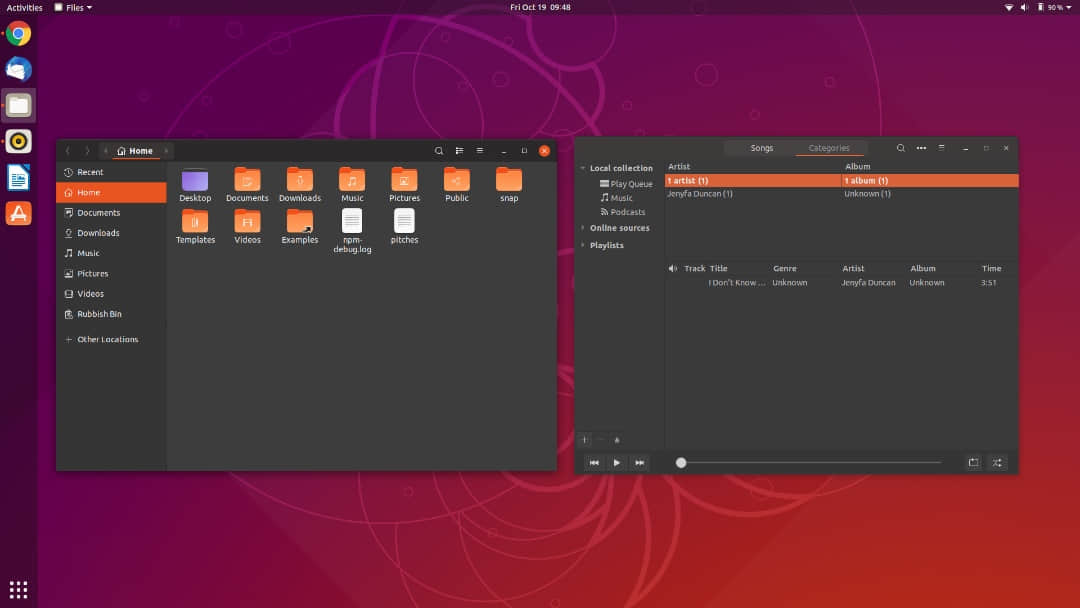 Activities Files Fri Oct 19 09:48 90 %
Home
Recent
Home
Documents
Downloads
Music
Pictures
Videos
Rubbish Bin
Other Locations
Desktop Documents Downloads Music Pictures Public snap
Templates Videos Examples npm-debug.log pitches
Songs Categories
Local collection
Play Queue
Music
Podcasts
Online sources
Playlists
Artist Album
1 artist (1) 1 album (1)
Jenyfa Duncan (1) Unknown (1)
Track Title Genre Artist Album Time
I Don't Know ... Unknown Jenyfa Duncan Unknown 3:51